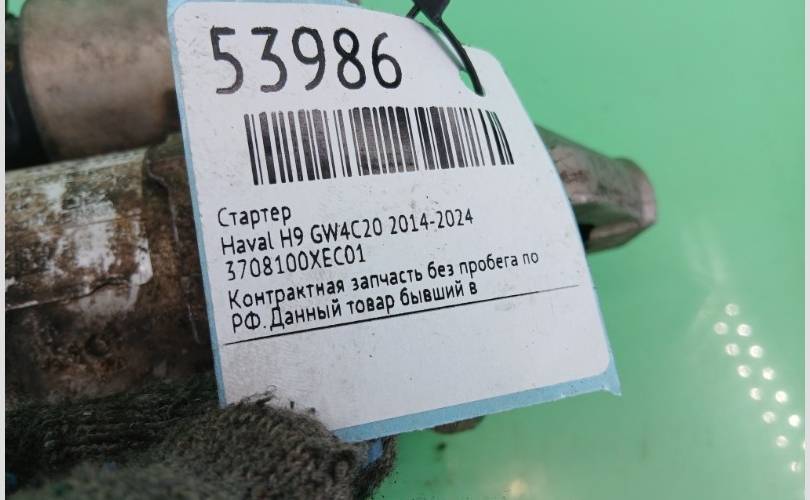 53986
Стартер
Haval H9 GW4C20 2014-2024
3708100XEC01
Контрактная запчасть без пробега по
РФ. Данный товар бывший в